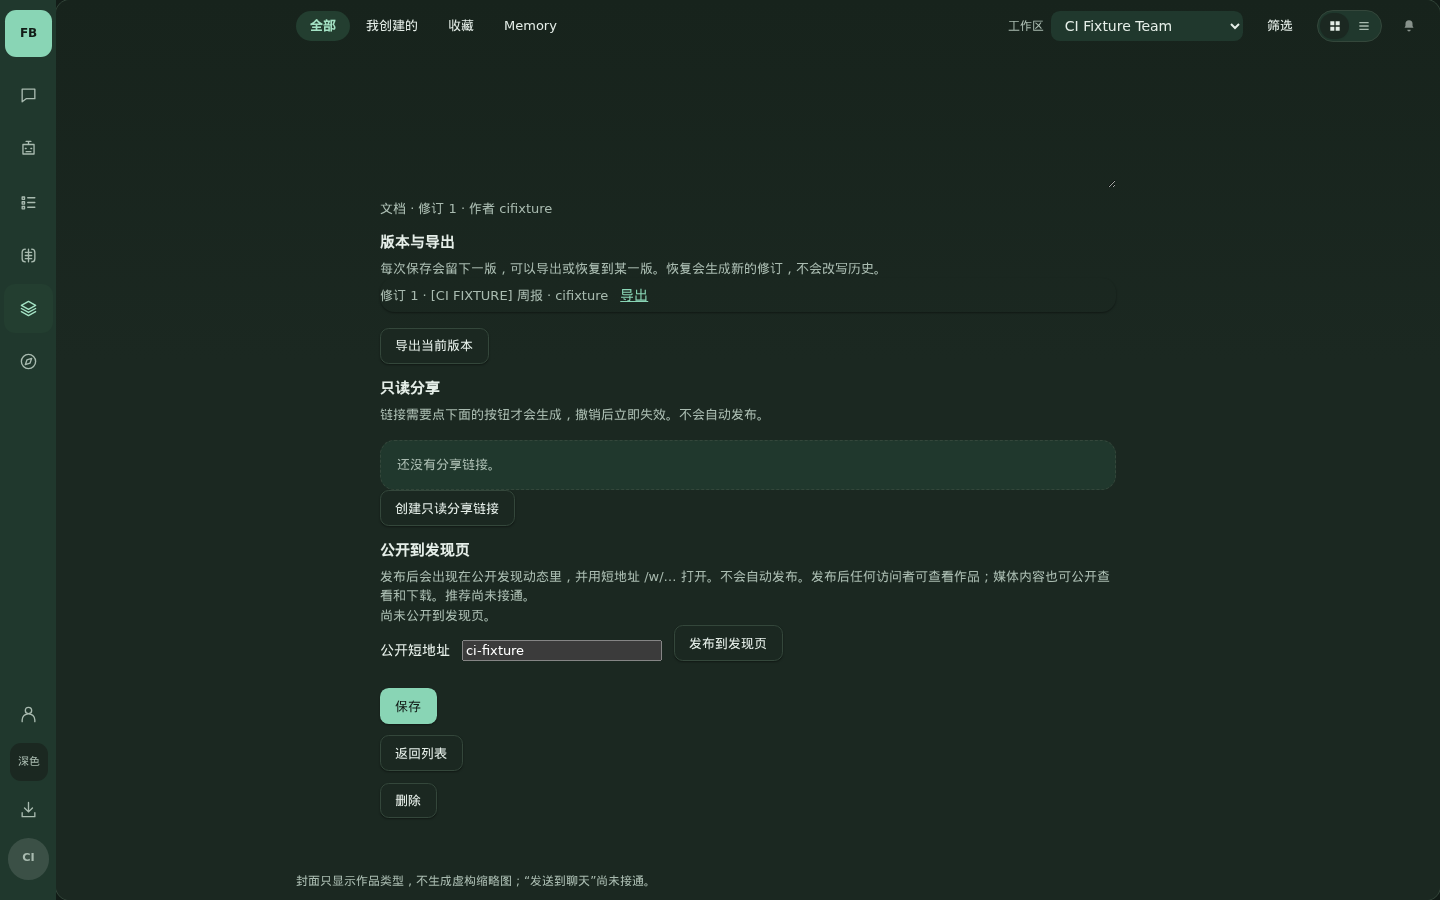 FB
全部
我创建的
收藏
Memory
工作区
CI Fixture Team
筛选
文档 · 修订 1 · 作者 cifixture
版本与导出
每次保存会留下一版，可以导出或恢复到某一版。恢复会生成新的修订，不会改写历史。
修订 1 · [CI FIXTURE] 周报 · cifixture 导出
导出当前版本
只读分享
链接需要点下面的按钮才会生成，撤销后立即失效。不会自动发布。
还没有分享链接。
创建只读分享链接
公开到发现页
发布后会出现在公开发现动态里，并用短地址 /w/… 打开。不会自动发布。发布后任何访问者可查看作品；媒体内容也可公开查
看和下载。推荐尚未接通。
尚未公开到发现页。
公开短地址 ci-fixture 发布到发现页
保存
返回列表
删除
深色
CI
封面只显示作品类型，不生成虚构缩略图；“发送到聊天”尚未接通。